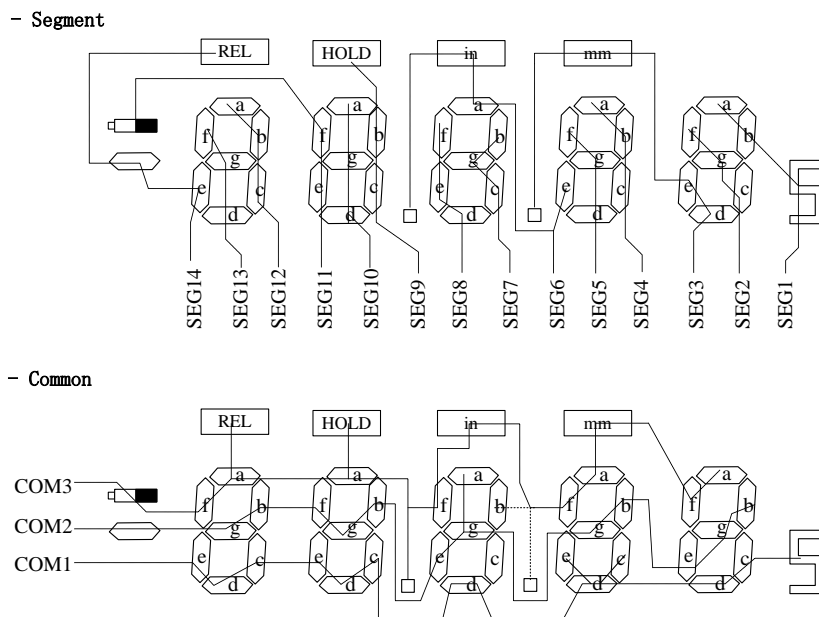 - Segment
REL HOLD in mm
a a a a a
f b f b f b f b f b
g g g g g
e c e c e c e c e c
d d d d d
SEG14 SEG13 SEG12 SEG11 SEG10 SEG9 SEG8 SEG7 SEG6 SEG5 SEG4 SEG3 SEG2 SEG1
- Common
REL HOLD in mm
a a a a a
COM3 f b f b f b f b f b
COM2 g g g g g
COM1 e c e c e c e c e c
d d d d d